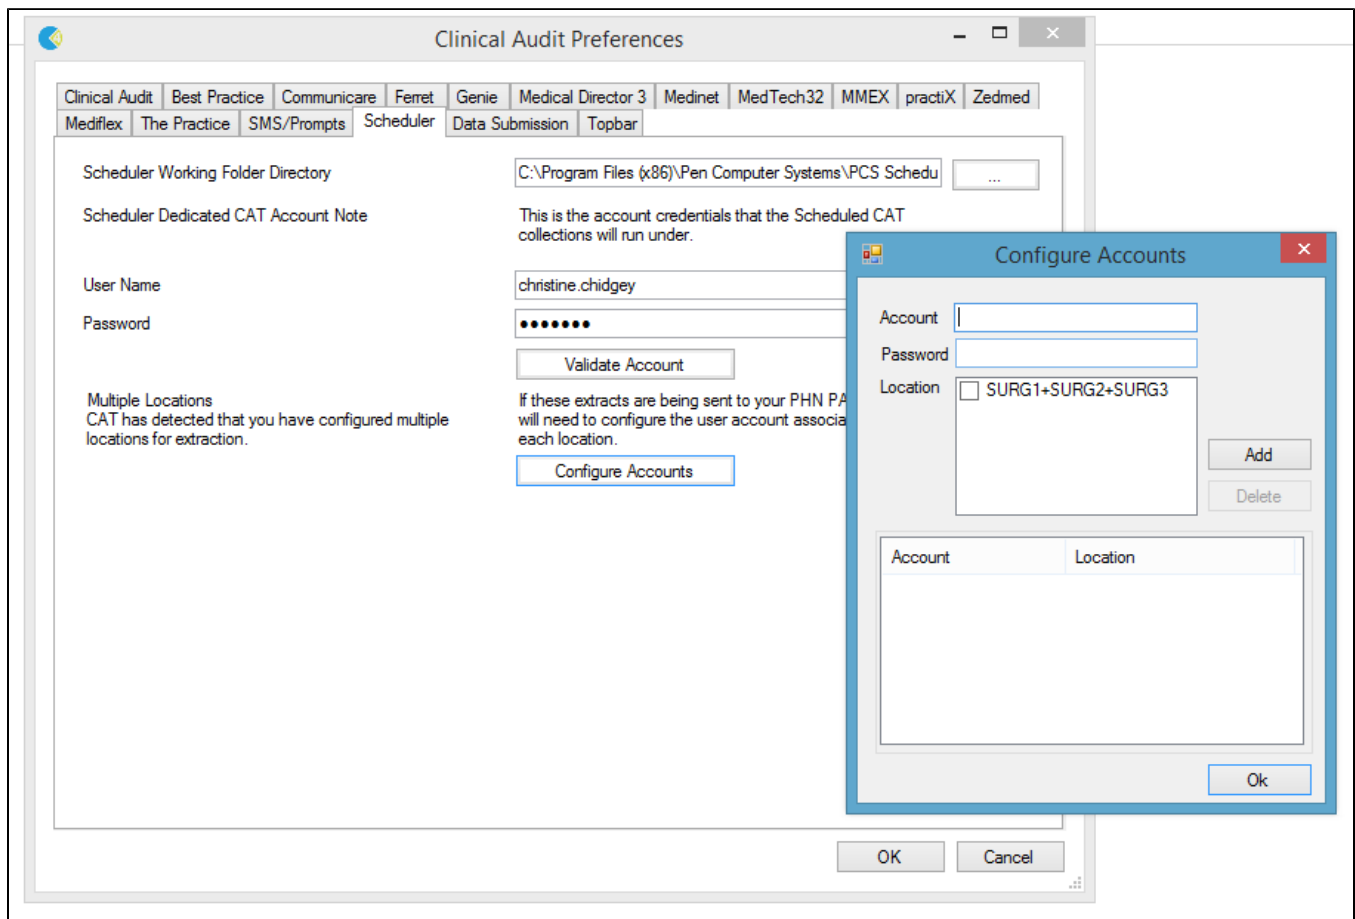 Clinical Audit Preferences
Clinical Audit Best Practice Communicare Ferret Genie Medical Director 3 Medinet MedTech32 MMEX practiX Zedmed
Mediflex The Practice SMS/Prompts Scheduler Data Submission Topbar
Scheduler Working Folder Directory C:\Program Files (x86)\Pen Computer Systems\PCS Schedu ...
Scheduler Dedicated CAT Account Note This is the account credentials that the Scheduled CAT
collections will run under.
User Name christine.chidgey
Password ●●●●●●●
Validate Account
Multiple Locations
CAT has detected that you have configured multiple
locations for extraction.
If these extracts are being sent to your PHN PA
will need to configure the user account associa
each location.
Configure Accounts
OK Cancel
Configure Accounts
Account
Password
Location SURG1+SURG2+SURG3
Add
Delete
Account Location
Ok